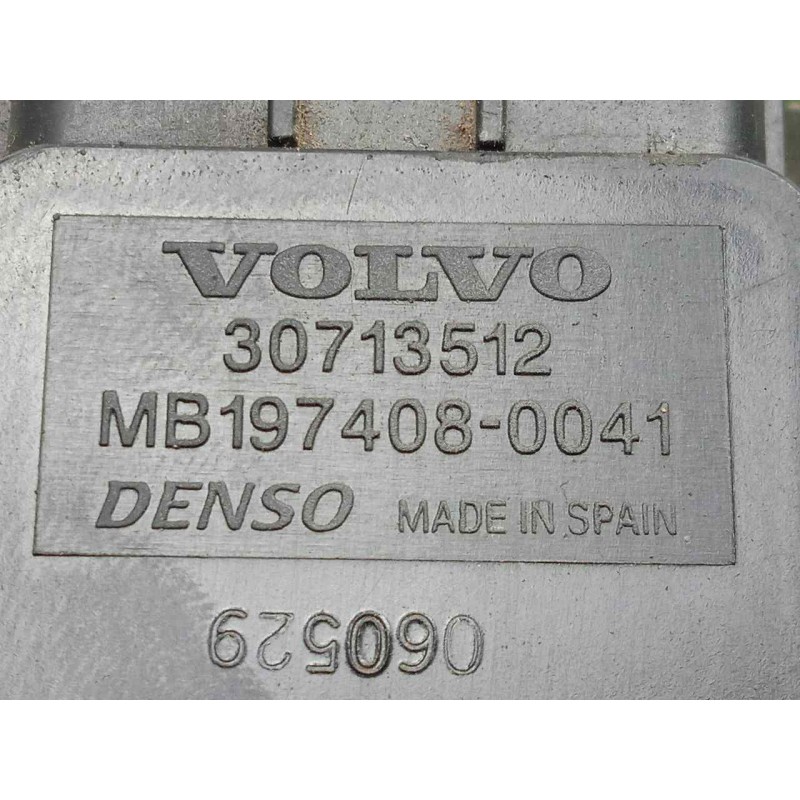 VOLVO
30713512
MB197408-0041
DENSO MADE IN SPAIN
060529